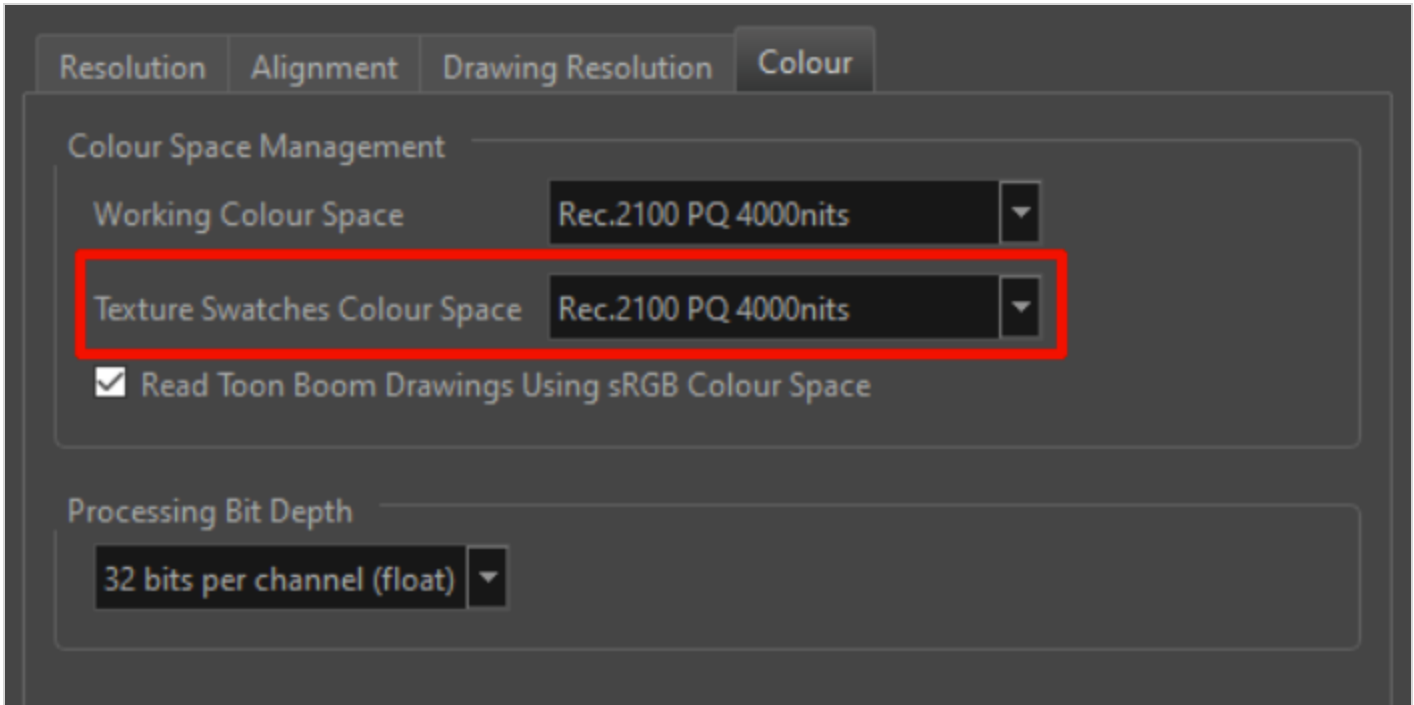 Resolution Alignment Drawing Resolution Colour
Colour Space Management
Working Colour Space Rec.2100 PQ 4000nits
Texture Swatches Colour Space Rec.2100 PQ 4000nits
Read Toon Boom Drawings Using sRGB Colour Space
Processing Bit Depth
32 bits per channel (float)